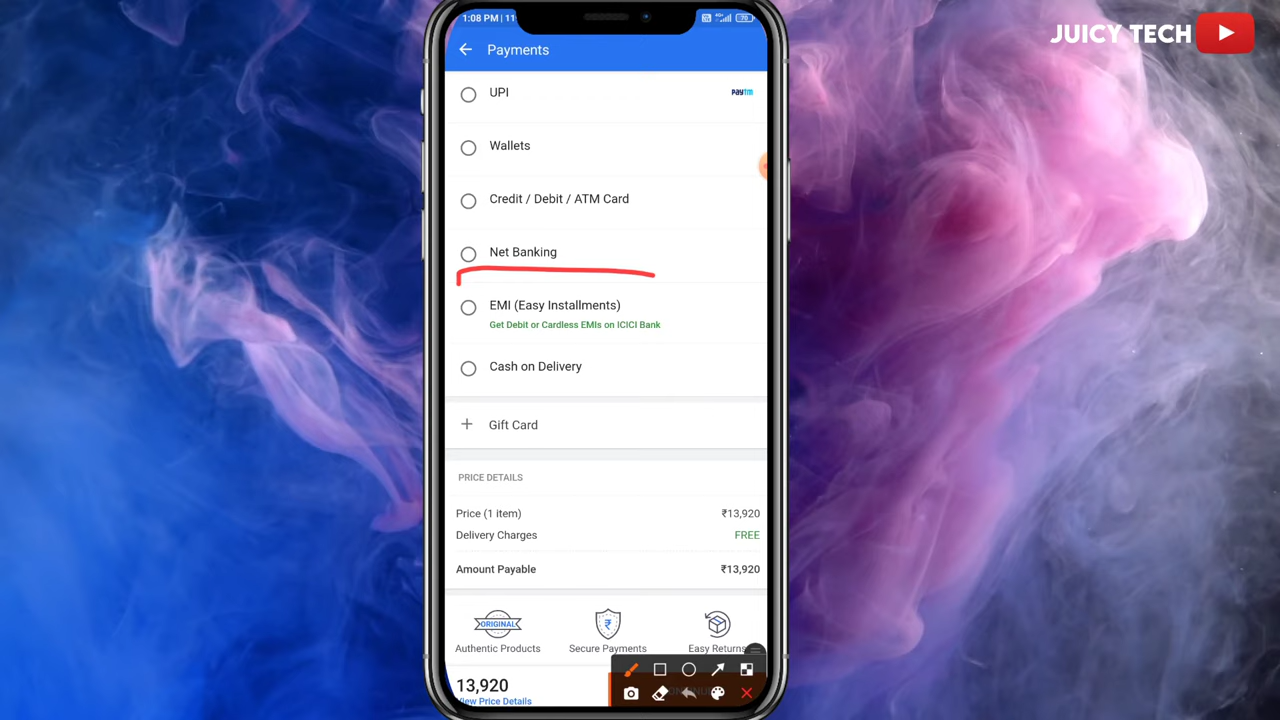 JUICY TECH
1:08 PM | 11
Payments
UPI
Paytm
Wallets
Credit / Debit / ATM Card
Net Banking
EMI (Easy Installments)
Get Debit or Cardless EMIs on ICICI Bank
Cash on Delivery
+ Gift Card
PRICE DETAILS
Price (1 item) ₹13,920
Delivery Charges FREE
Amount Payable ₹13,920
ORIGINAL
₹
Authentic Products Secure Payments Easy Returns
13,920
View Price Details